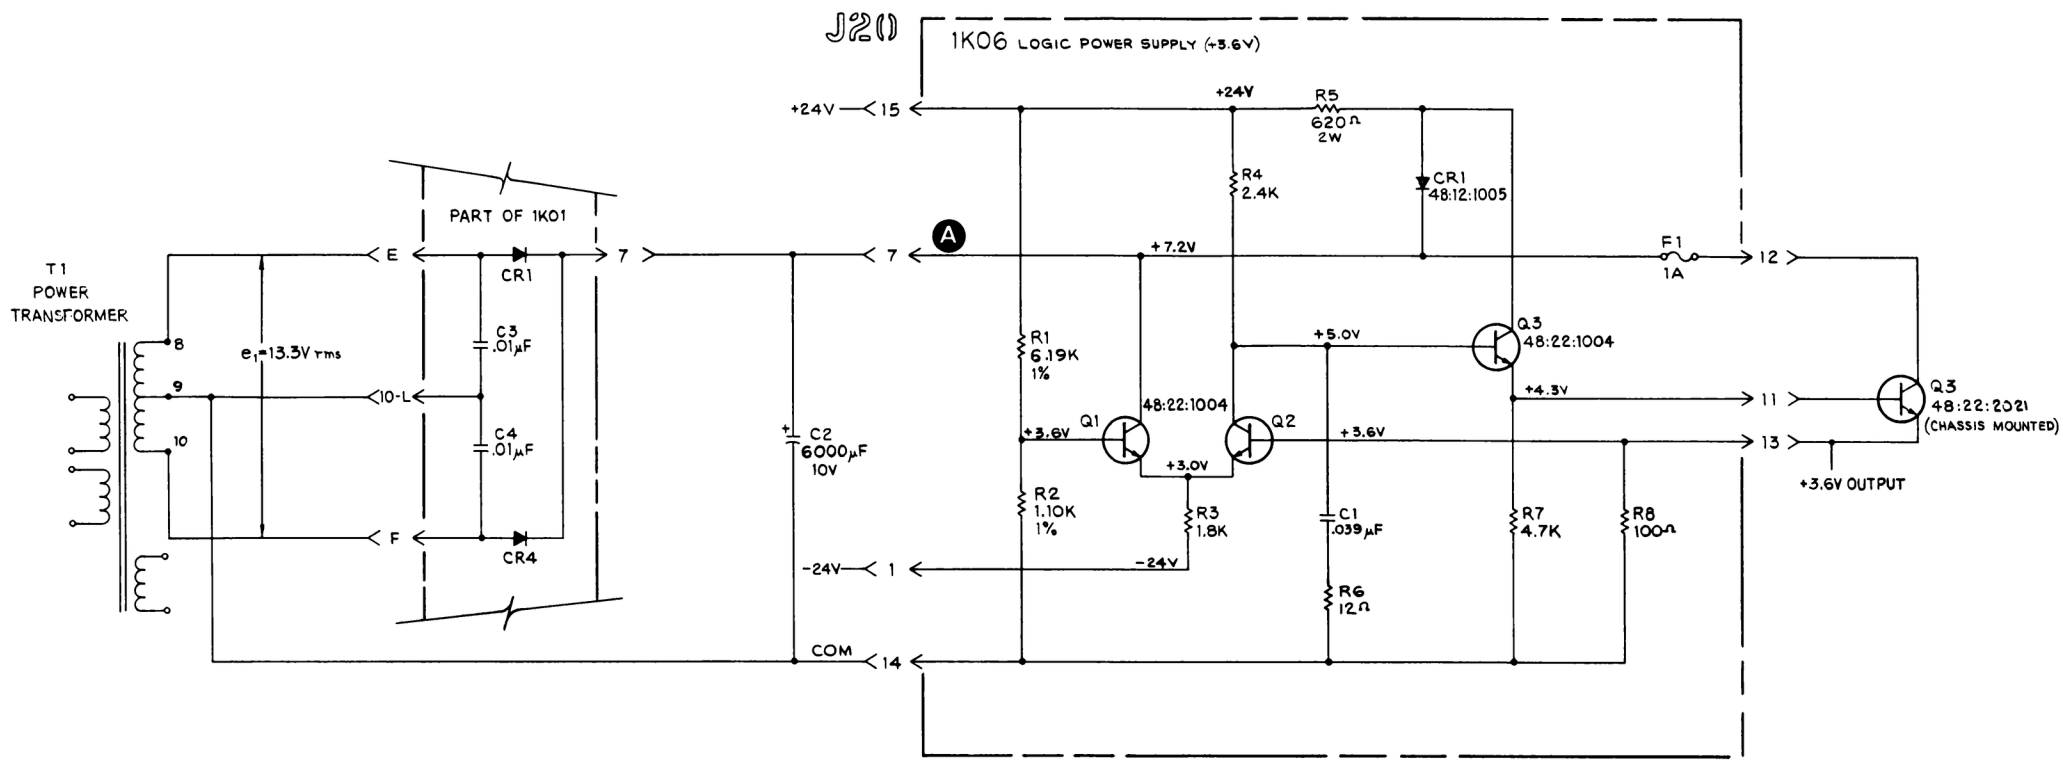 J20
1K06 LOGIC POWER SUPPLY (+3.6V)
+24V
15
+24V
R5
620Ω
2W
R4
2.4K
CR1
48:12:1005
PART OF 1K01
A
E
CR1
7
7
+7.2V
F1
1A
12
T1
POWER
TRANSFORMER
8
e₁=13.3V rms
C3
.01µF
R1
6.19K
1%
+5.0V
Q3
48:22:1004
9
10-L
+4.3V
11
Q3
48:22:2021
(CHASSIS MOUNTED)
10
C4
.01µF
+
C2
6000µF
10V
+3.6V
Q1
48:22:1004
Q2
+3.6V
13
+3.0V
+3.6V OUTPUT
R2
1.10K
1%
R3
1.8K
C1
.039µF
R7
4.7K
R8
100Ω
F
CR4
-24V
1
-24V
R6
12Ω
COM
14